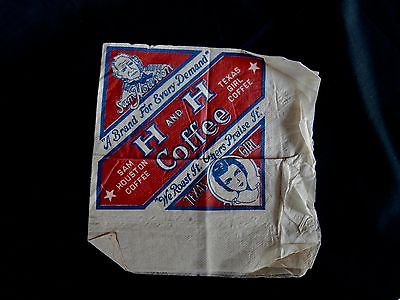 Sam Houston
"A Brand For Every Demand"
TEXAS
GIRL
COFFEE
H AND H
Coffee
SAM
HOUSTON
COFFEE
"We Roast It Others Praise It"
TEXAS GIRL